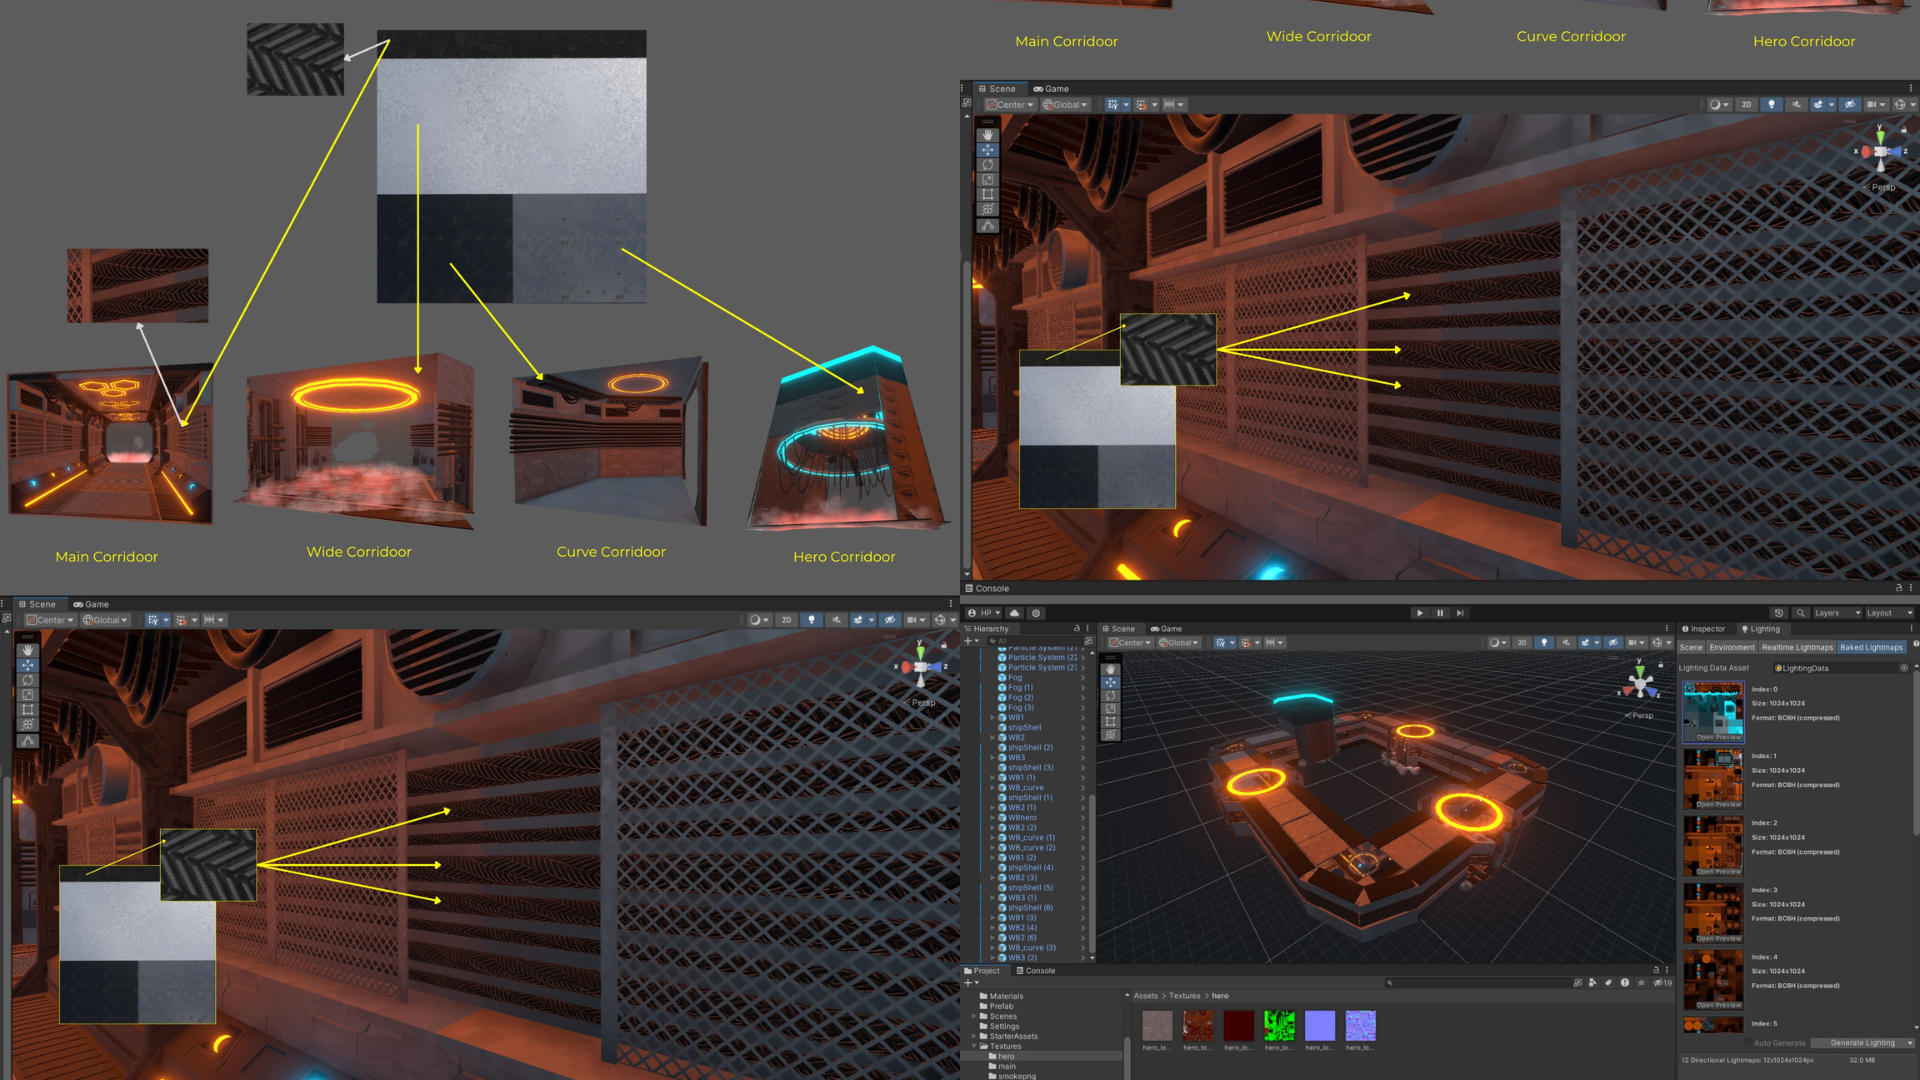 Main Corridoor
Wide Corridoor
Curve Corridoor
Hero Corridoor
Scene
Game
Center
Global
2D
y
x
z
Persp
Main Corridoor
Wide Corridoor
Curve Corridoor
Hero Corridoor
Scene
Game
Center
Global
2D
y
x
z
Persp
Console
HP
Layers
Layout
Hierarchy
All
Particle System (21
Particle System (22
Particle System (23
Fog
Fog (1)
Fog (2)
Fog (3)
WB1
shipShell
WB2
shipShell (2)
WB3
shipShell (3)
WB1 (1)
WB_curve
shipShell (1)
WB2 (1)
WBhero
WB2 (2)
WB_curve (1)
WB_curve (2)
WB1 (2)
shipShell (4)
WB2 (3)
shipShell (5)
WB3 (1)
shipShell (6)
WB1 (3)
WB2 (4)
WB2 (6)
WB_curve (3)
WB3 (2)
Scene
Game
Center
Global
2D
y
x
z
Persp
Inspector
Lighting
Scene
Environment
Realtime Lightmaps
Baked Lightmaps
Lighting Data Asset
LightingData
Index: 0
Size: 1024x1024
Format: BC6H (compressed)
Open Preview
Index: 1
Size: 1024x1024
Format: BC6H (compressed)
Open Preview
Index: 2
Size: 1024x1024
Format: BC6H (compressed)
Open Preview
Index: 3
Size: 1024x1024
Format: BC6H (compressed)
Open Preview
Index: 4
Size: 1024x1024
Format: BC6H (compressed)
Open Preview
Index: 5
Auto Generate
Generate Lighting
12 Directional Lightmaps: 12x1024x1024px
32.0 MB
Project
Console
19
Materials
Prefab
Scenes
Settings
StarterAssets
Textures
hero
main
smokepng
Assets > Textures > hero
hero_lo...
hero_lo...
hero_lo...
hero_lo...
hero_lo...
hero_lo...